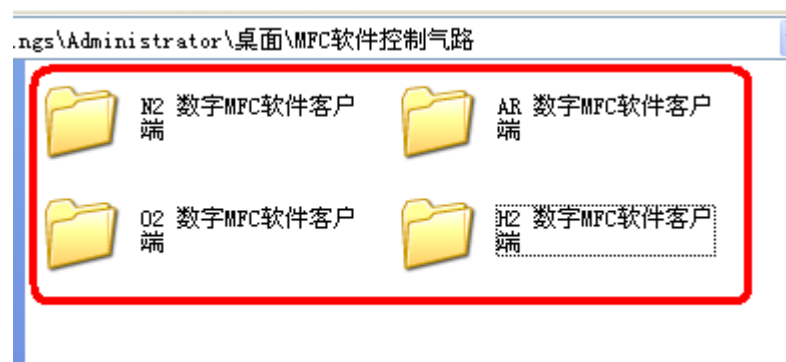 ngs\Administrator\桌面\MFC软件控制气路
N2 数字MFC软件客户
端
AR 数字MFC软件客户
端
O2 数字MFC软件客户
端
H2 数字MFC软件客户
端